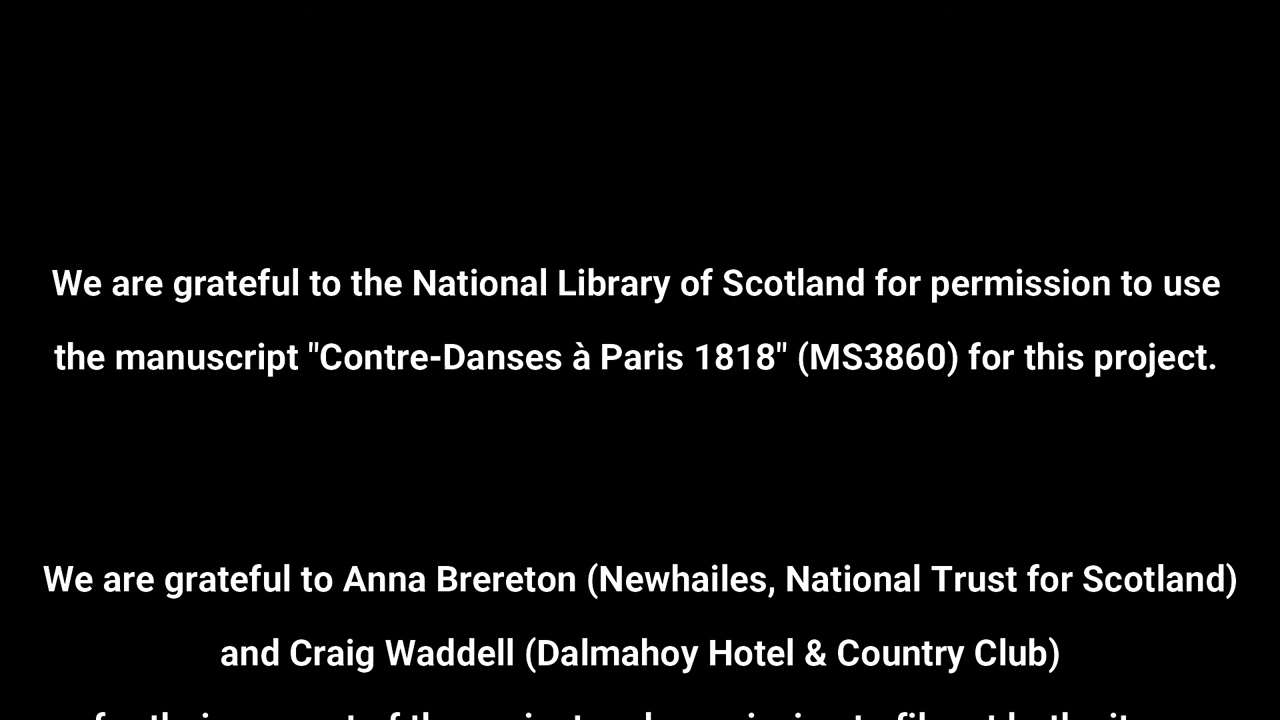 We are grateful to the National Library of Scotland for permission to use
the manuscript "Contre-Danses à Paris 1818" (MS3860) for this project.
We are grateful to Anna Brereton (Newhailes, National Trust for Scotland)
and Craig Waddell (Dalmahoy Hotel & Country Club)